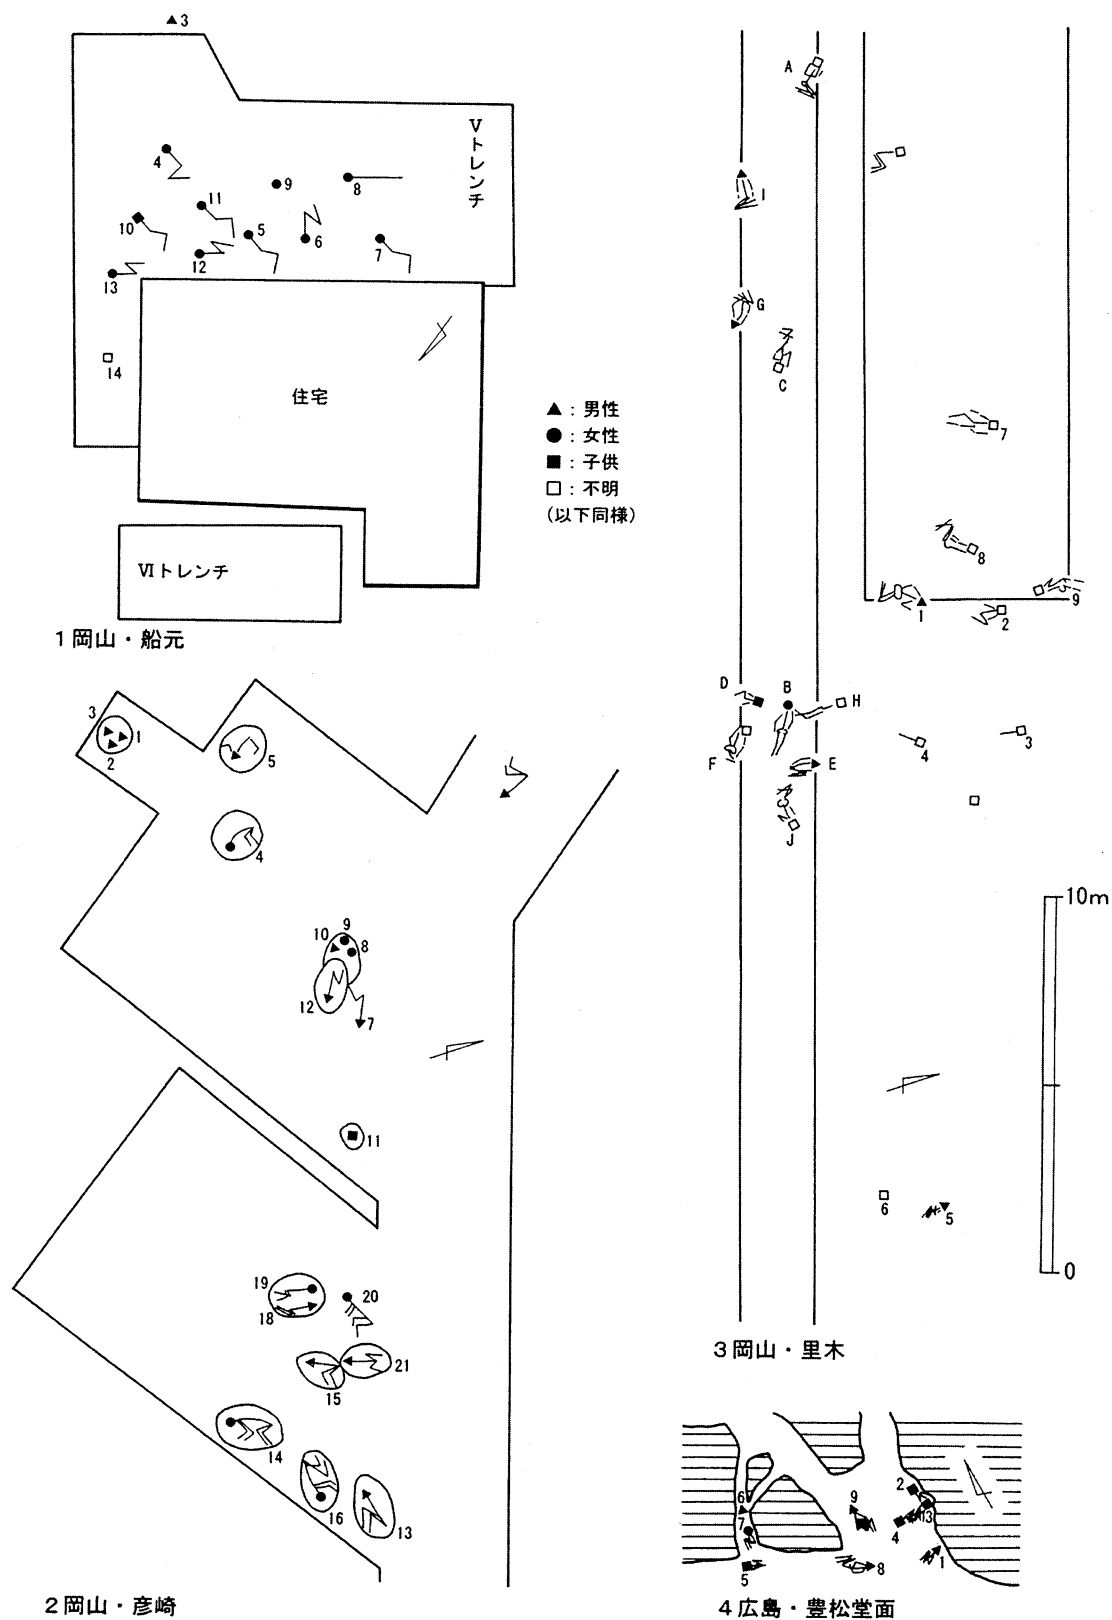 3
Vトレンチ
4
9
8
11
10
5
6
12
7
13
14
住宅
▲:男性
●:女性
■:子供
□:不明
(以下同様)
VIトレンチ
1岡山・船元
3
1
2
5
4
9
10
8
12
7
11
19
20
18
21
15
14
16
13
2岡山・彦崎
A
I
G
C
7
8
9
1
2
D
B
H
4
3
F
E
J
10m
6
5
0
3岡山・里木
2
6
9
3
7
4
1
5
8
4広島・豊松堂面